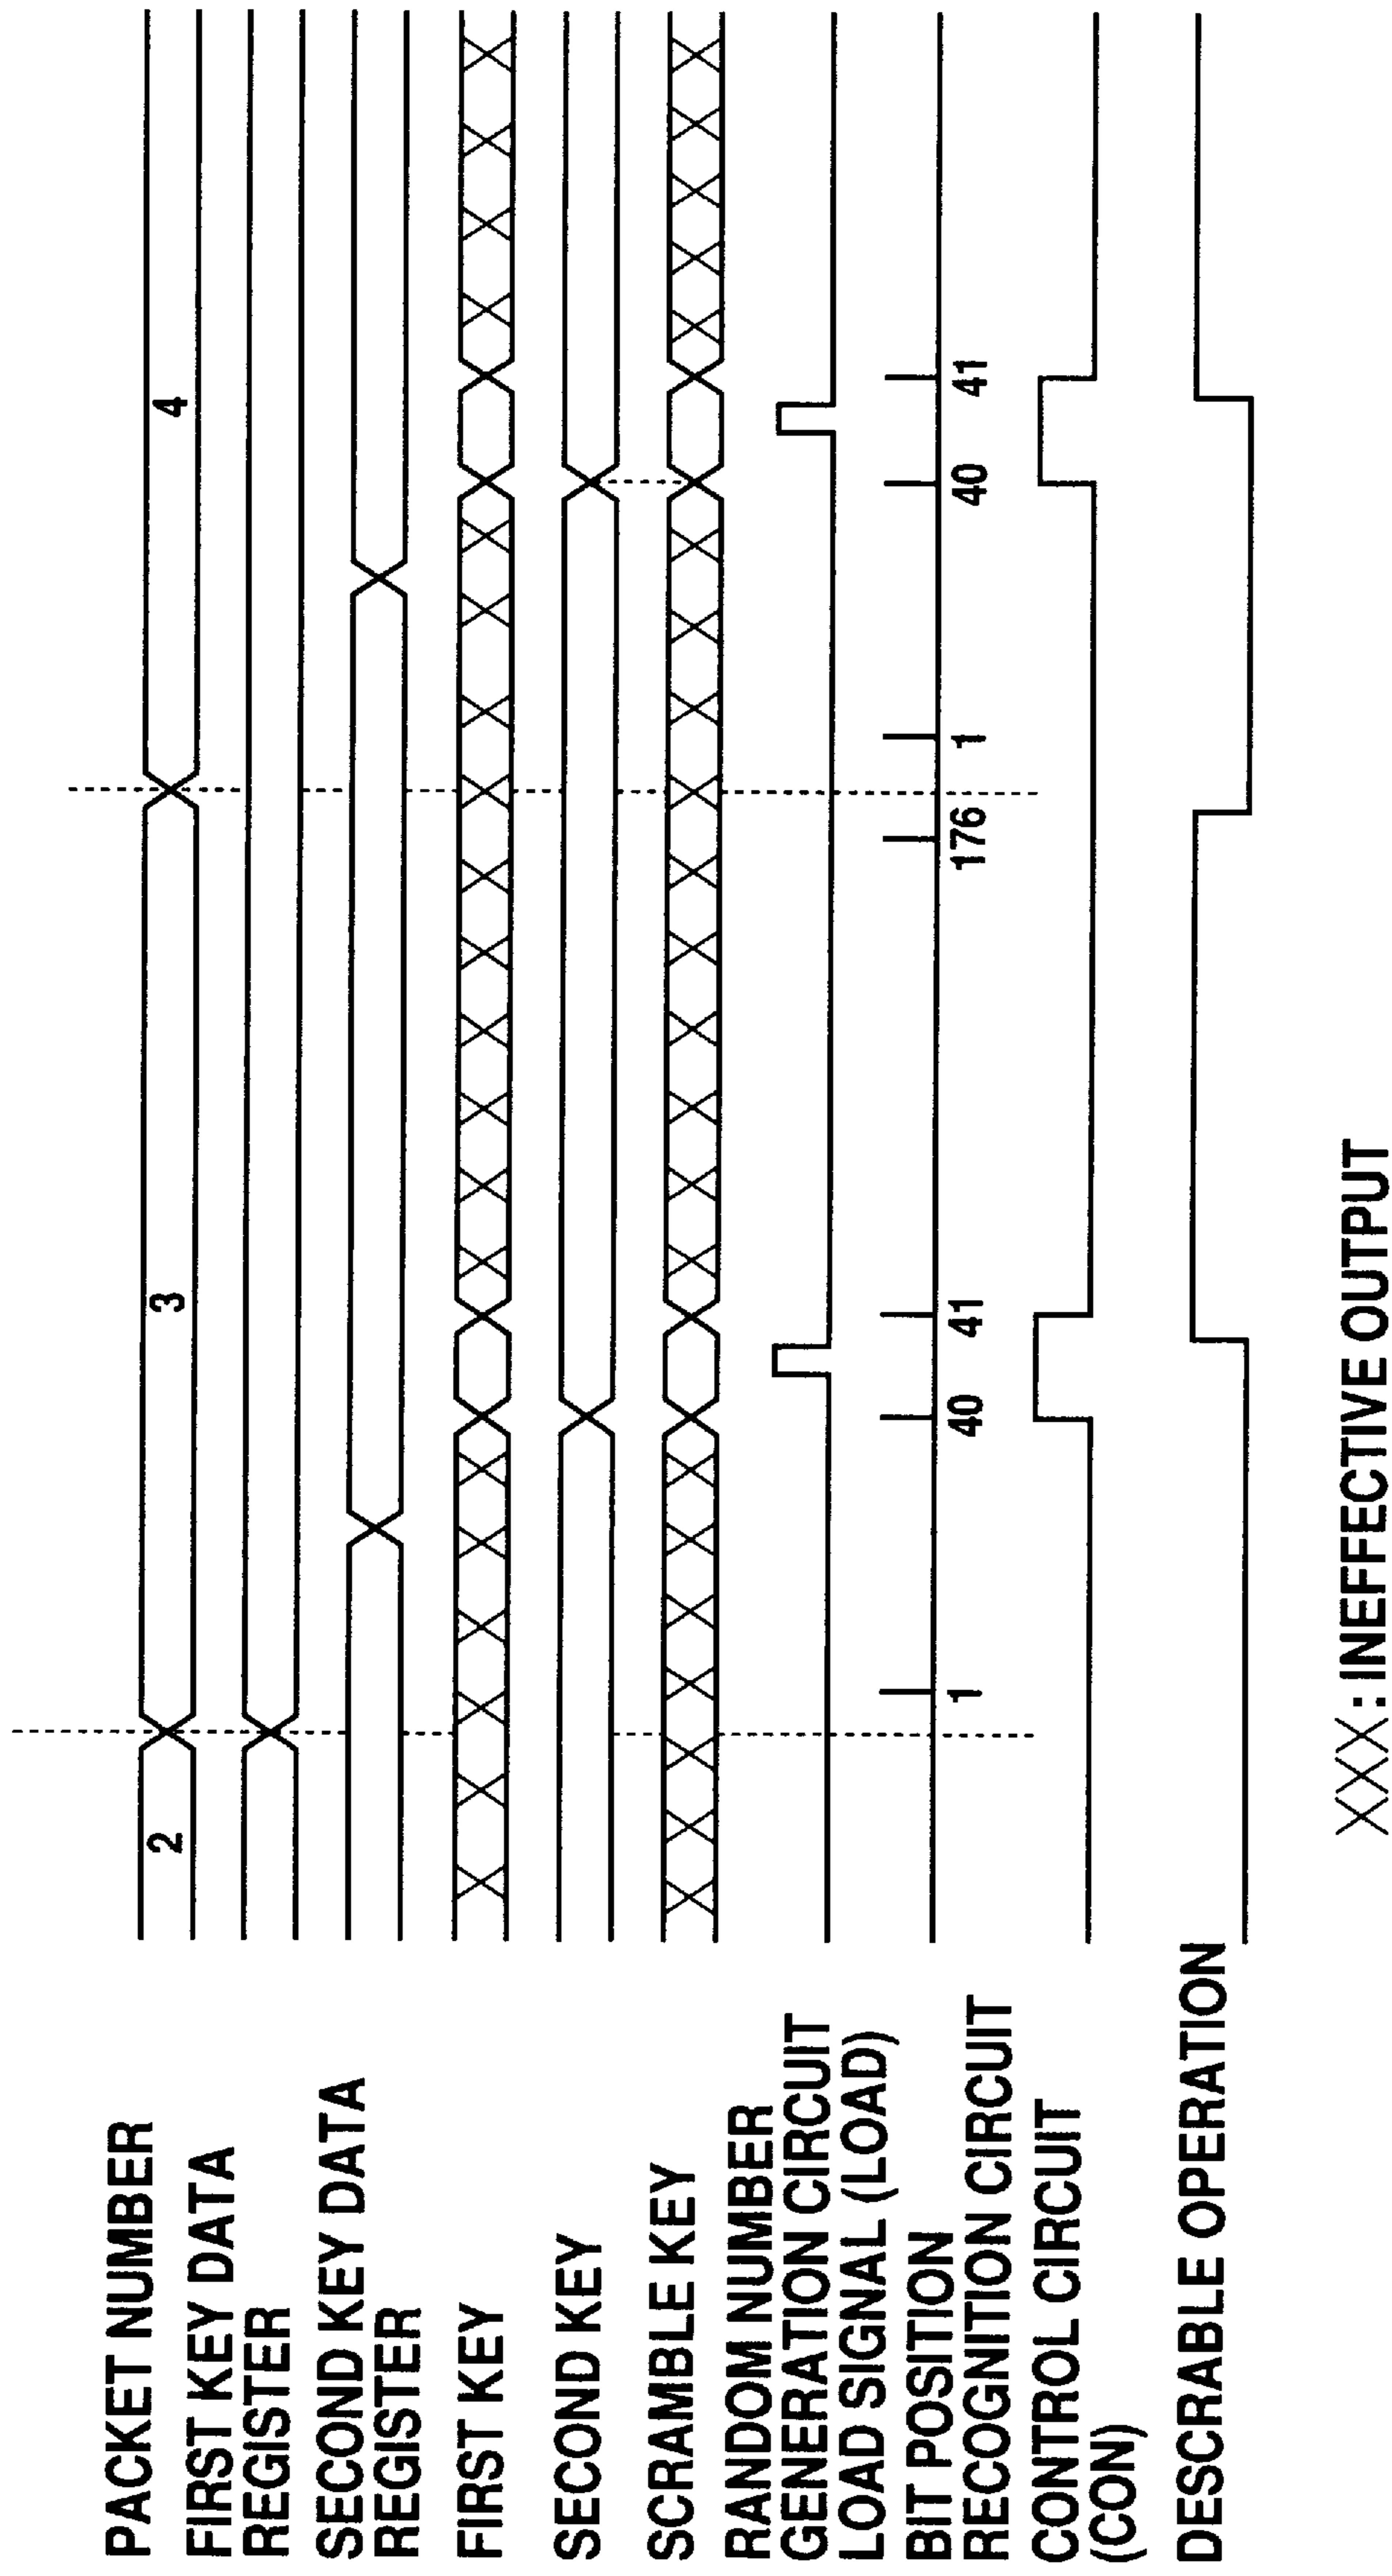 PACKET NUMBER
2
3
4
FIRST KEY DATA
REGISTER
SECOND KEY DATA
REGISTER
FIRST KEY
SECOND KEY
SCRAMBLE KEY
RANDOM NUMBER
GENERATION CIRCUIT
LOAD SIGNAL (LOAD)
BIT POSITION
RECOGNITION CIRCUIT
1
40
41
176
1
40
41
CONTROL CIRCUIT
(CON)
DESCRABLE OPERATION
XXX : INEFFECTIVE OUTPUT